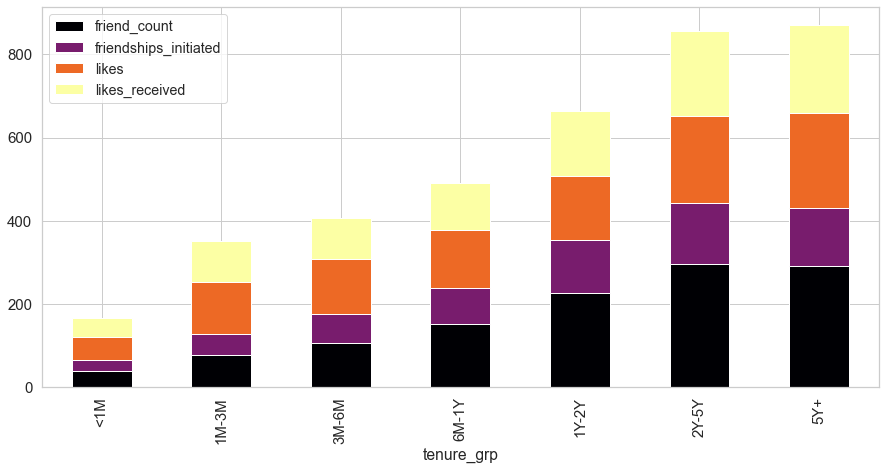 friend_count
friendships_initiated
likes
likes_received
800
600
400
200
0
<1M
1M-3M
3M-6M
6M-1Y
1Y-2Y
2Y-5Y
5Y+
tenure_grp